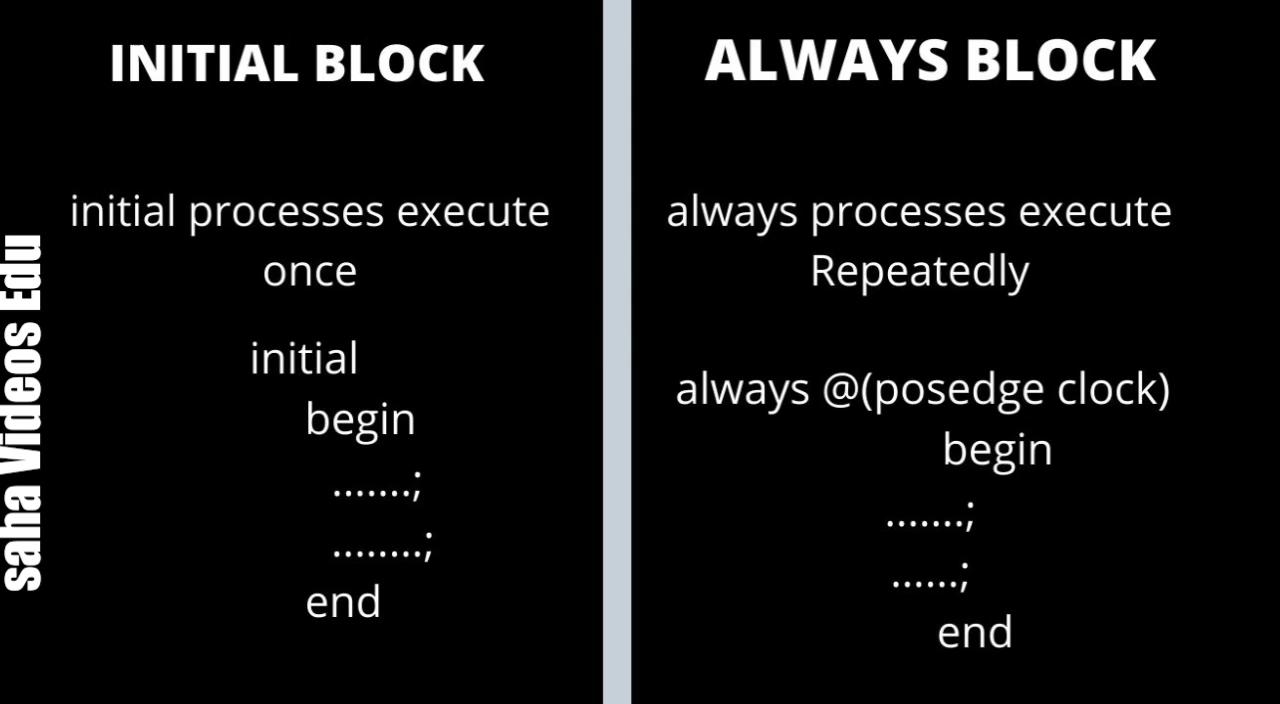 INITIAL BLOCK
initial processes execute
once
initial
begin
.......;
........;
end
ALWAYS BLOCK
always processes execute
Repeatedly
always @(posedge clock)
begin
.......;
......;
end
saha Videos Edu